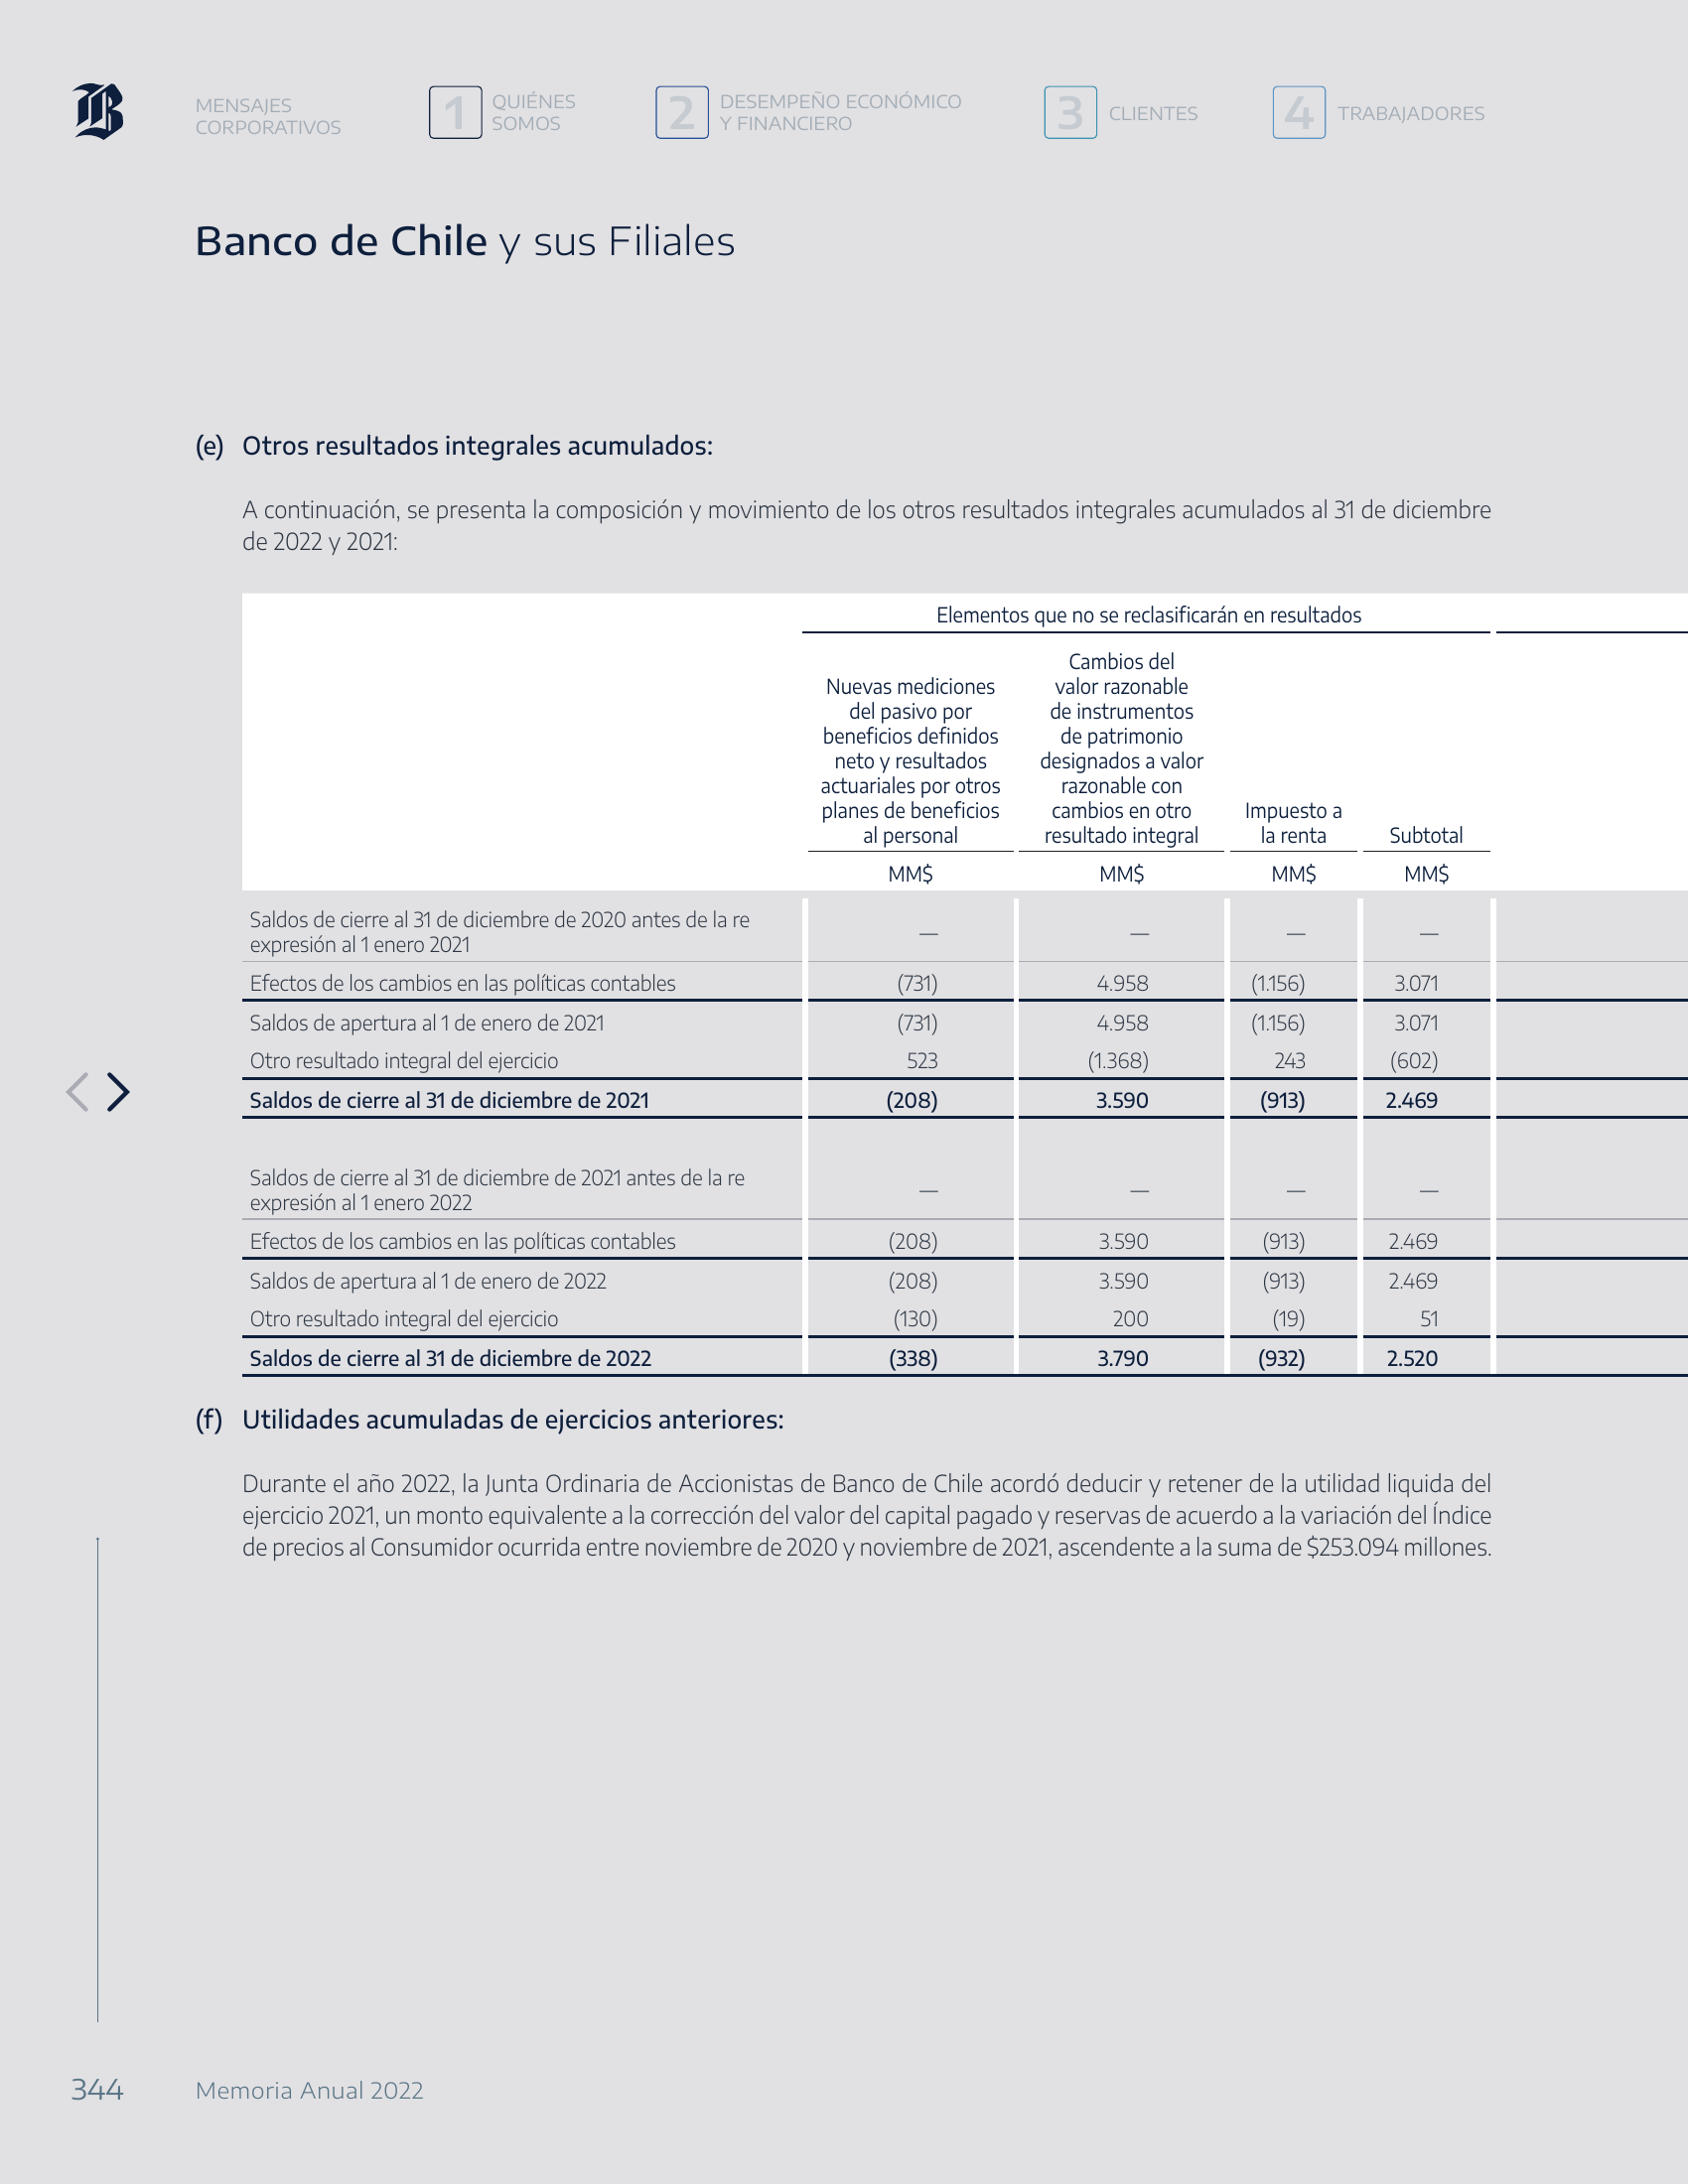 B
MENSAJES
CORPORATIVOS
1
QUIÉNES
SOMOS
2
DESEMPEÑO ECONÓMICO
Y FINANCIERO
3
CLIENTES
4
TRABAJADORES
Banco de Chile y sus Filiales
(e) Otros resultados integrales acumulados:
A continuación, se presenta la composición y movimiento de los otros resultados integrales acumulados al 31 de diciembre
de 2022 y 2021:
Elementos que no se reclasificarán en resultados
Nuevas mediciones
del pasivo por
beneficios definidos
neto y resultados
actuariales por otros
planes de beneficios
al personal
Cambios del
valor razonable
de instrumentos
de patrimonio
designados a valor
razonable con
cambios en otro
resultado integral
Impuesto a
la renta
Subtotal
MM$ MM$ MM$ MM$
Saldos de cierre al 31 de diciembre de 2020 antes de la re
expresión al 1 enero 2021
— — — —
Efectos de los cambios en las políticas contables (731) 4.958 (1.156) 3.071
Saldos de apertura al 1 de enero de 2021 (731) 4.958 (1.156) 3.071
Otro resultado integral del ejercicio 523 (1.368) 243 (602)
Saldos de cierre al 31 de diciembre de 2021 (208) 3.590 (913) 2.469
Saldos de cierre al 31 de diciembre de 2021 antes de la re
expresión al 1 enero 2022
— — — —
Efectos de los cambios en las políticas contables (208) 3.590 (913) 2.469
Saldos de apertura al 1 de enero de 2022 (208) 3.590 (913) 2.469
Otro resultado integral del ejercicio (130) 200 (19) 51
Saldos de cierre al 31 de diciembre de 2022 (338) 3.790 (932) 2.520
(f) Utilidades acumuladas de ejercicios anteriores:
Durante el año 2022, la Junta Ordinaria de Accionistas de Banco de Chile acordó deducir y retener de la utilidad liquida del
ejercicio 2021, un monto equivalente a la corrección del valor del capital pagado y reservas de acuerdo a la variación del Índice
de precios al Consumidor ocurrida entre noviembre de 2020 y noviembre de 2021, ascendente a la suma de $253.094 millones.
344 Memoria Anual 2022